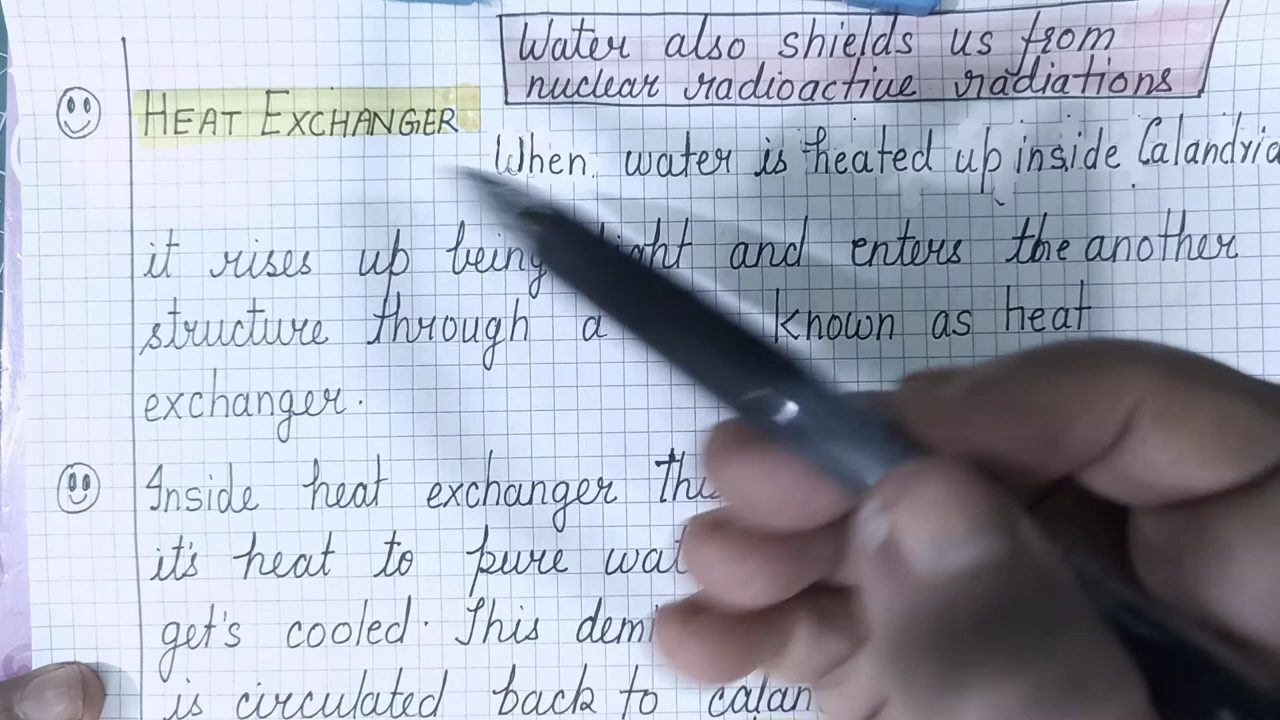 Water also shields us from
nuclear radioactive radiations
HEAT EXCHANGER
When water is heated up inside Calandria
it rises up being light and enters the another
structure through a known as heat
exchanger.
Inside heat exchanger
it's heat to pure
get's cooled. This
is circulated back to